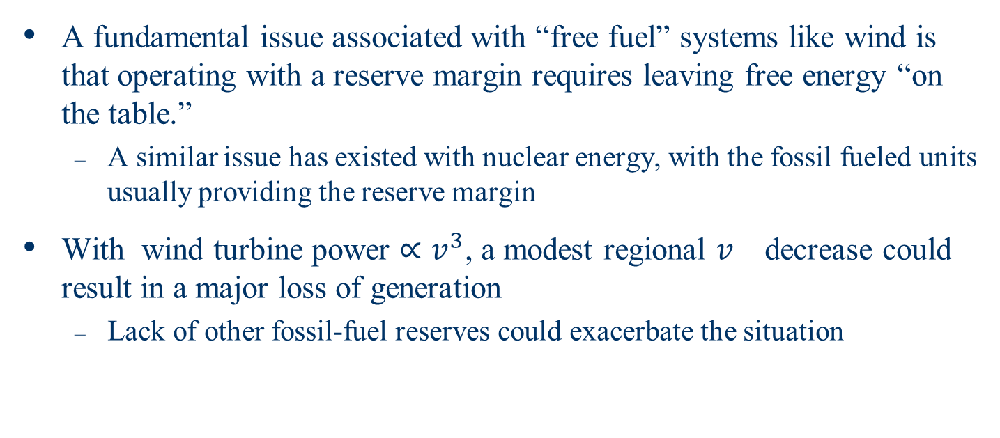 • A fundamental issue associated with “free fuel” systems like wind is
that operating with a reserve margin requires leaving free energy “on
the table.”
– A similar issue has existed with nuclear energy, with the fossil fueled units
usually providing the reserve margin
• With wind turbine power ∝ 𝑣³, a modest regional 𝑣 decrease could
result in a major loss of generation
– Lack of other fossil-fuel reserves could exacerbate the situation